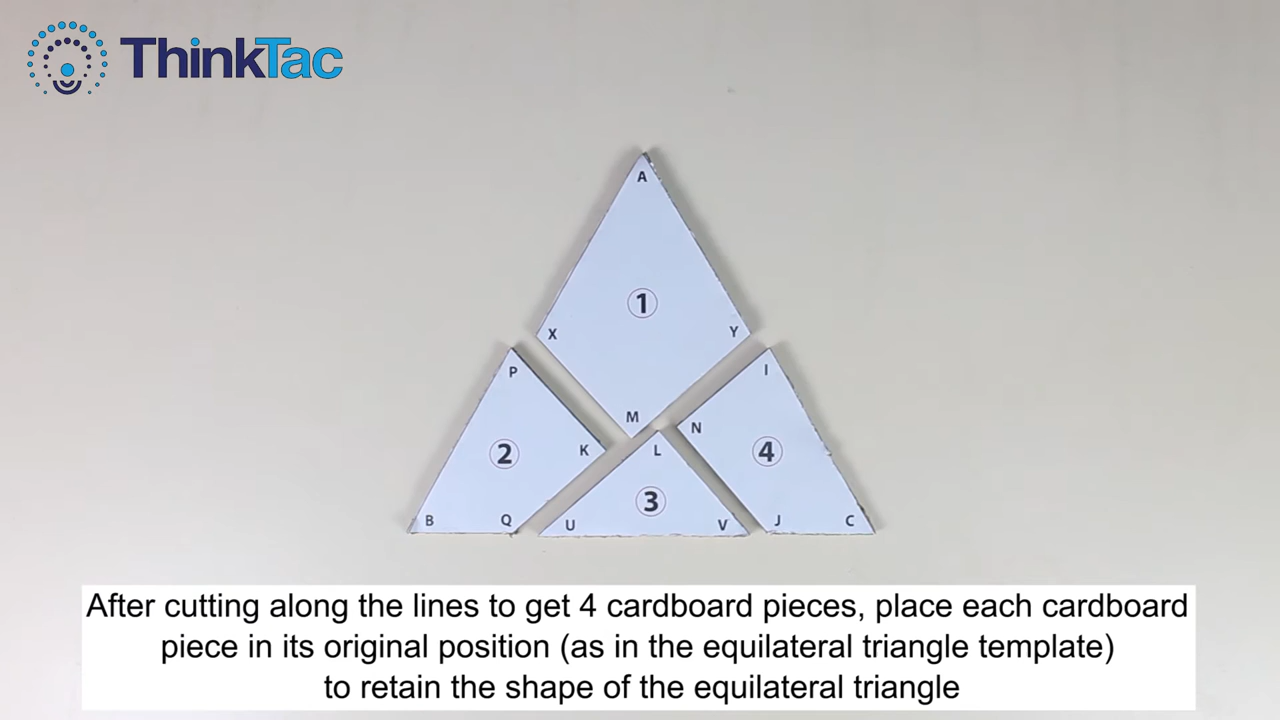 ThinkTac
A
1
X
Y
P
M
I
2
K
L
N
4
3
B
Q
U
V
J
C
After cutting along the lines to get 4 cardboard pieces, place each cardboard
piece in its original position (as in the equilateral triangle template)
to retain the shape of the equilateral triangle